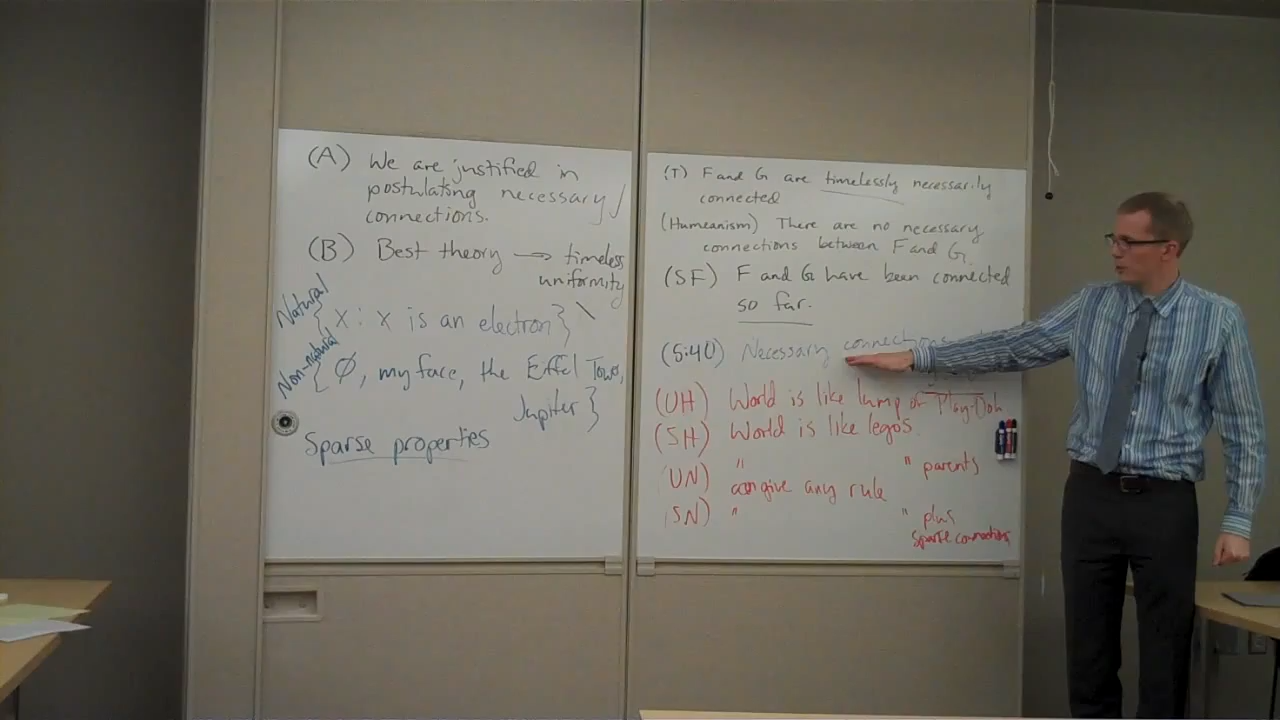 (A) We are justified in
postulating necessary
connections.
(B) Best theory → timeless
uniformity
Natural
{x : x is an electron}
Non-natural
{Ø, my face, the Eiffel Tower,
Jupiter}
Sparse properties
(T) F and G are timelessly necessarily
connected
(Humeanism) There are no necessary
connections between F and G.
(SF) F and G have been connected
so far.
(5:40) Necessary connections
(UH) World is like lump of Play-Doh
(SH) World is like legos.
(UN) " " parents
can give any rule
(SN) " " plus
sparse connections